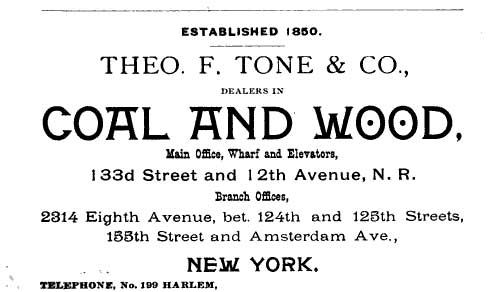 ESTABLISHED 1850.
THEO. F. TONE & CO.,
DEALERS IN
COAL AND WOOD,
Main Office, Wharf and Elevators,
133d Street and 12th Avenue, N. R.
Branch Offices,
2314 Eighth Avenue, bet. 124th and 125th Streets,
155th Street and Amsterdam Ave.,
NEW YORK.
TELEPHONE, No. 199 HARLEM,